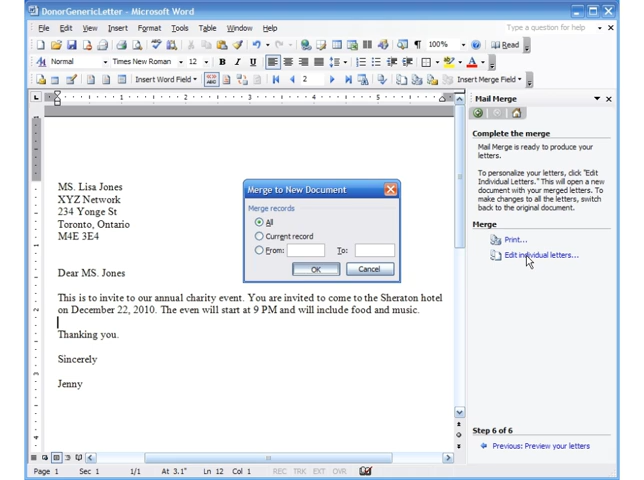 DonorGenericLetter - Microsoft Word
File Edit View Insert Format Tools Table Window Help Type a question for help
100% Read
Normal Times New Roman 12 B I U
Insert Word Field 2 Insert Merge Field
Mail Merge
Complete the merge
Mail Merge is ready to produce your
letters.
To personalize your letters, click "Edit
Individual Letters." This will open a new
document with your merged letters. To
make changes to all the letters, switch
back to the original document.
Merge
Print...
Edit individual letters...
Step 6 of 6
Previous: Preview your letters
MS. Lisa Jones
XYZ Network
234 Yonge St
Toronto, Ontario
M4E 3E4
Dear MS. Jones
This is to invite to our annual charity event. You are invited to come to the Sheraton hotel
on December 22, 2010. The even will start at 9 PM and will include food and music.
Thanking you.
Sincerely
Jenny
Merge to New Document
Merge records
All
Current record
From: To:
OK Cancel
Page 1 Sec 1 1/1 At 3.1" Ln 12 Col 1 REC TRK EXT OVR